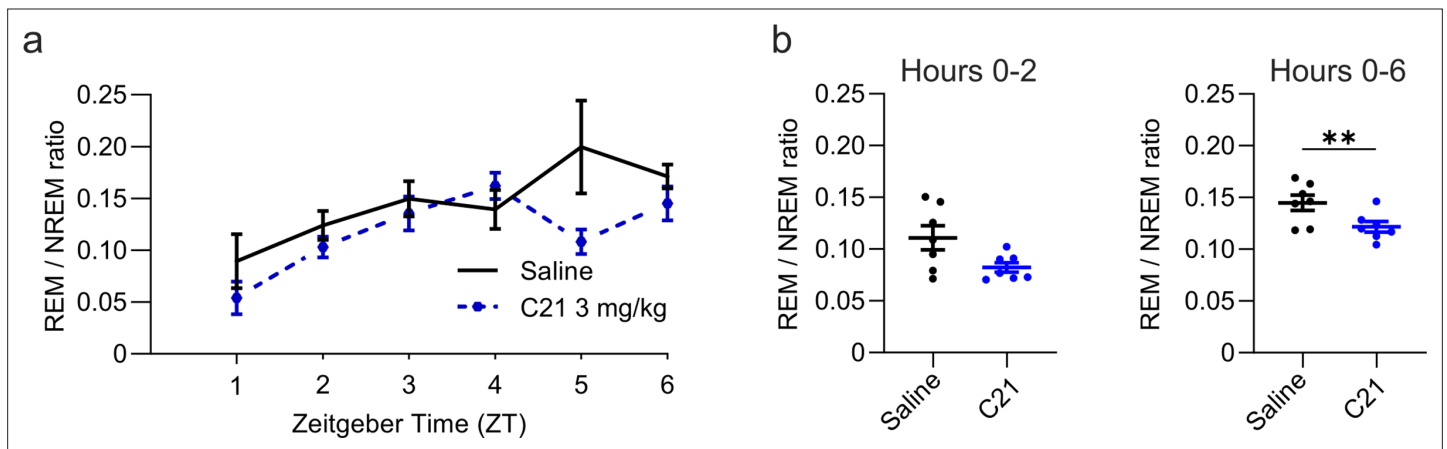 a
REM / NREM ratio
0.25
0.20
0.15
0.10
0.05
0
1 2 3 4 5 6
Zeitgeber Time (ZT)
Saline
C21 3 mg/kg
b
Hours 0-2
REM / NREM ratio
0.25
0.20
0.15
0.10
0.05
0
Saline
C21
Hours 0-6
REM / NREM ratio
0.25
0.20
0.15
0.10
0.05
0
**
Saline
C21